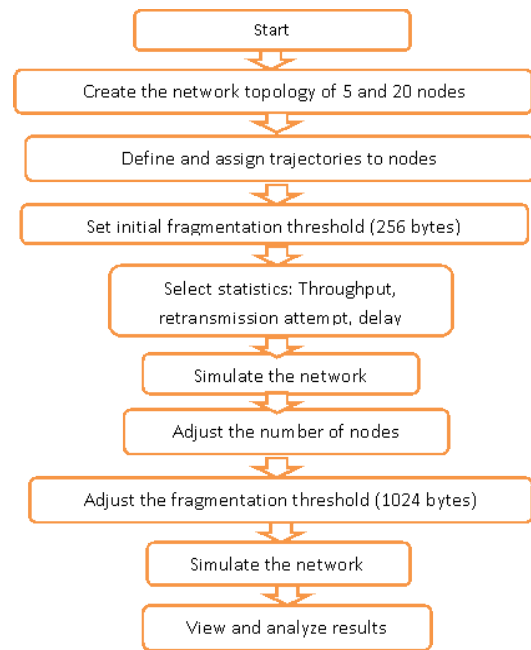 Start
Create the network topology of 5 and 20 nodes
Define and assign trajectories to nodes
Set initial fragmentation threshold (256 bytes)
Select statistics: Throughput,
retransmission attempt, delay
Simulate the network
Adjust the number of nodes
Adjust the fragmentation threshold (1024 bytes)
Simulate the network
View and analyze results